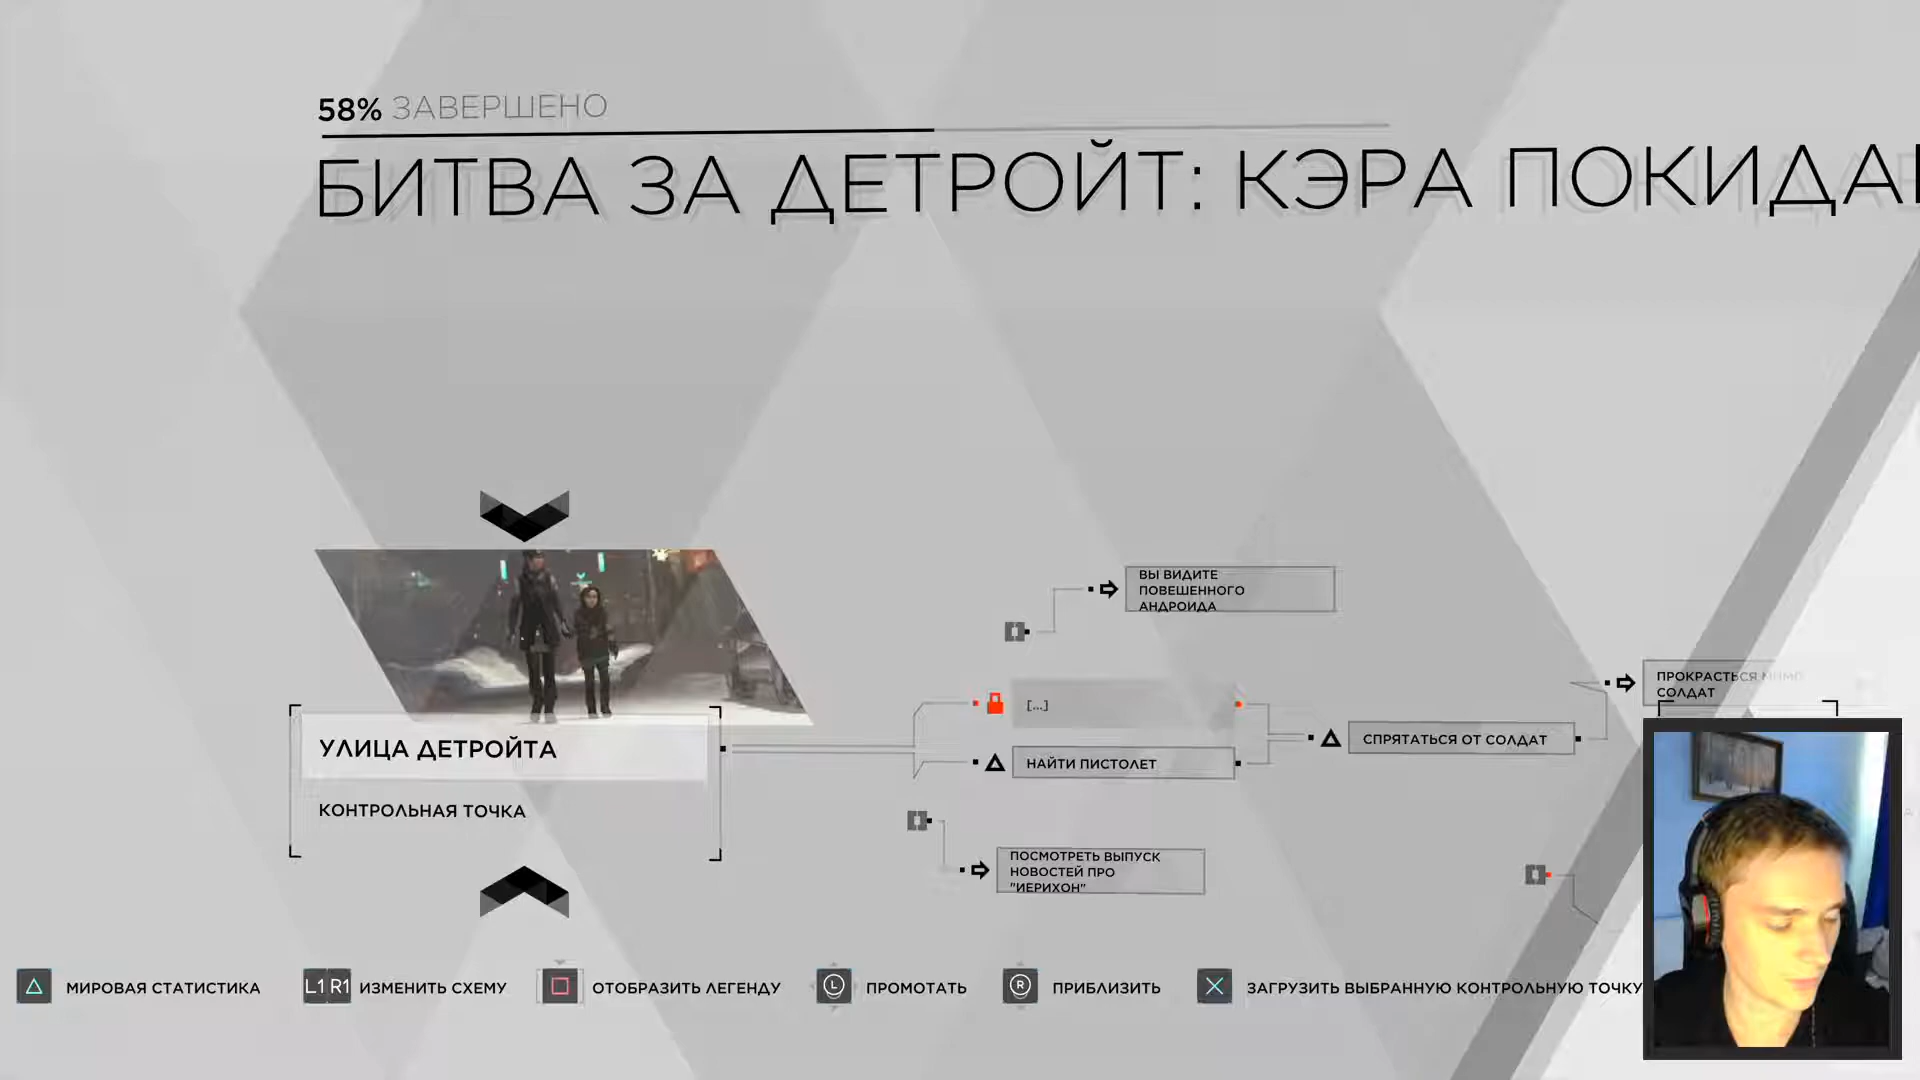 58% ЗАВЕРШЕНО
БИТВА ЗА ДЕТРОЙТ: КЭРА ПОКИДА
ВЫ ВИДИТЕ
ПОВЕШЕННОГО
АНДРОИДА
[...]
НАЙТИ ПИСТОЛЕТ
СПРЯТАТЬСЯ ОТ СОЛДАТ
ПРОКРАСТЬСЯ МИМО
СОЛДАТ
УЛИЦА ДЕТРОЙТА
КОНТРОЛЬНАЯ ТОЧКА
ПОСМОТРЕТЬ ВЫПУСК
НОВОСТЕЙ ПРО
"ИЕРИХОН"
МИРОВАЯ СТАТИСТИКА
L1 R1 ИЗМЕНИТЬ СХЕМУ
ОТОБРАЗИТЬ ЛЕГЕНДУ
L ПРОМОТАТЬ
R ПРИБЛИЗИТЬ
ЗАГРУЗИТЬ ВЫБРАННУЮ КОНТРОЛЬНУЮ ТОЧКУ